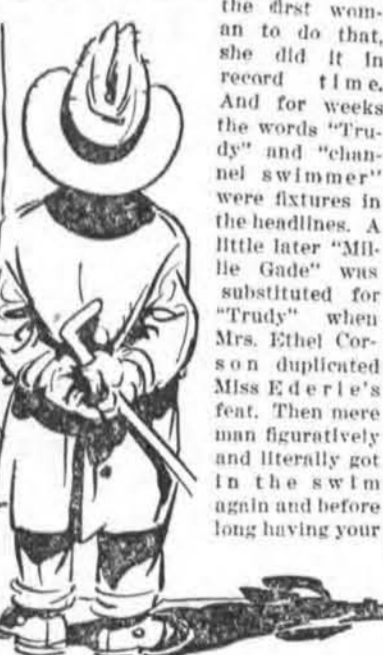 the first wom-
an to do that,
she did it in
record time.
And for weeks
the words "Tru-
dy" and "chan-
nel swimmer"
were fixtures in
the headlines. A
little later "Mil-
lie Gade" was
substituted for
"Trudy" when
Mrs. Ethel Cor-
son duplicated
Miss Ederle's
feat. Then mere
man figuratively
and literally got
in the swim
again and before
long having your